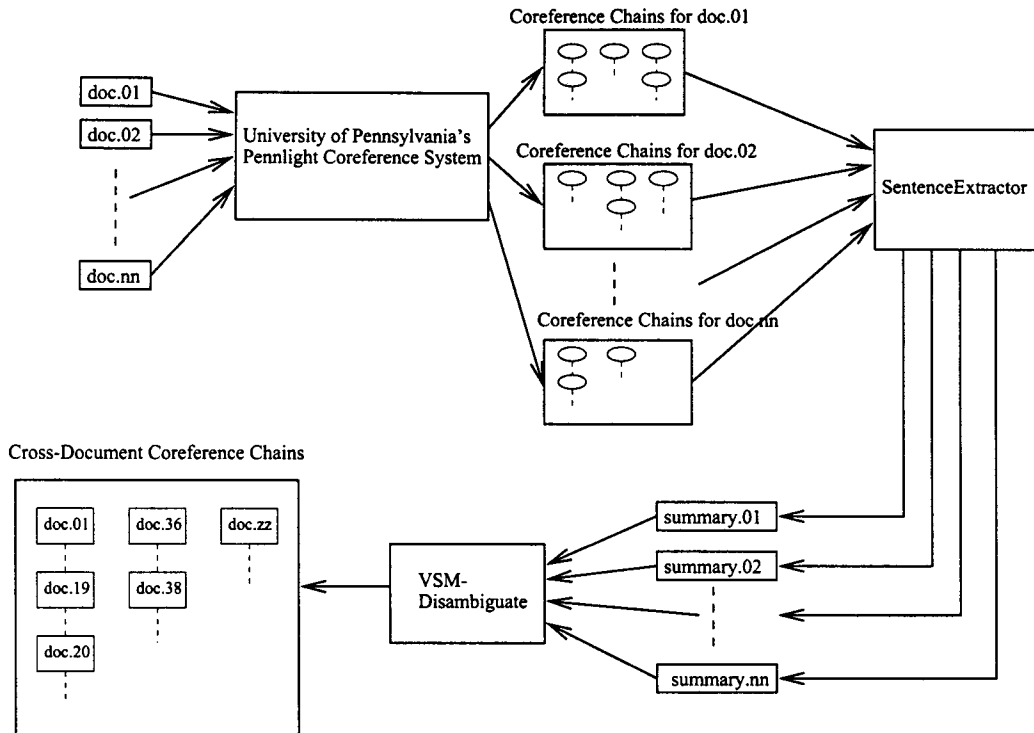 Coreference Chains for doc.01
doc.01
doc.02
doc.nn
University of Pennsylvania's
Pennlight Coreference System
Coreference Chains for doc.02
Coreference Chains for doc.nn
SentenceExtractor
Cross-Document Coreference Chains
doc.01
doc.36
doc.zz
doc.19
doc.38
doc.20
VSM-
Disambiguate
summary.01
summary.02
summary.nn